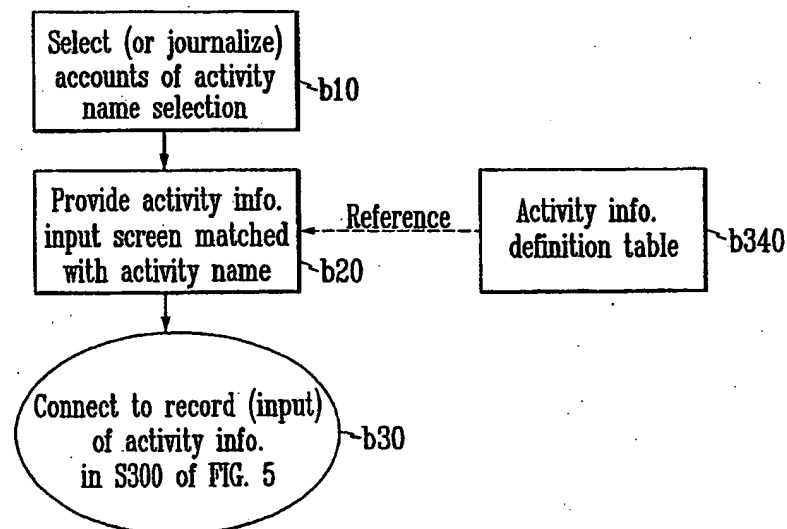 Select (or journalize)
accounts of activity
name selection
b10
Provide activity info.
input screen matched
with activity name
b20
Reference
Activity info.
definition table
b340
Connect to record (input)
of activity info.
in S300 of FIG. 5
b30